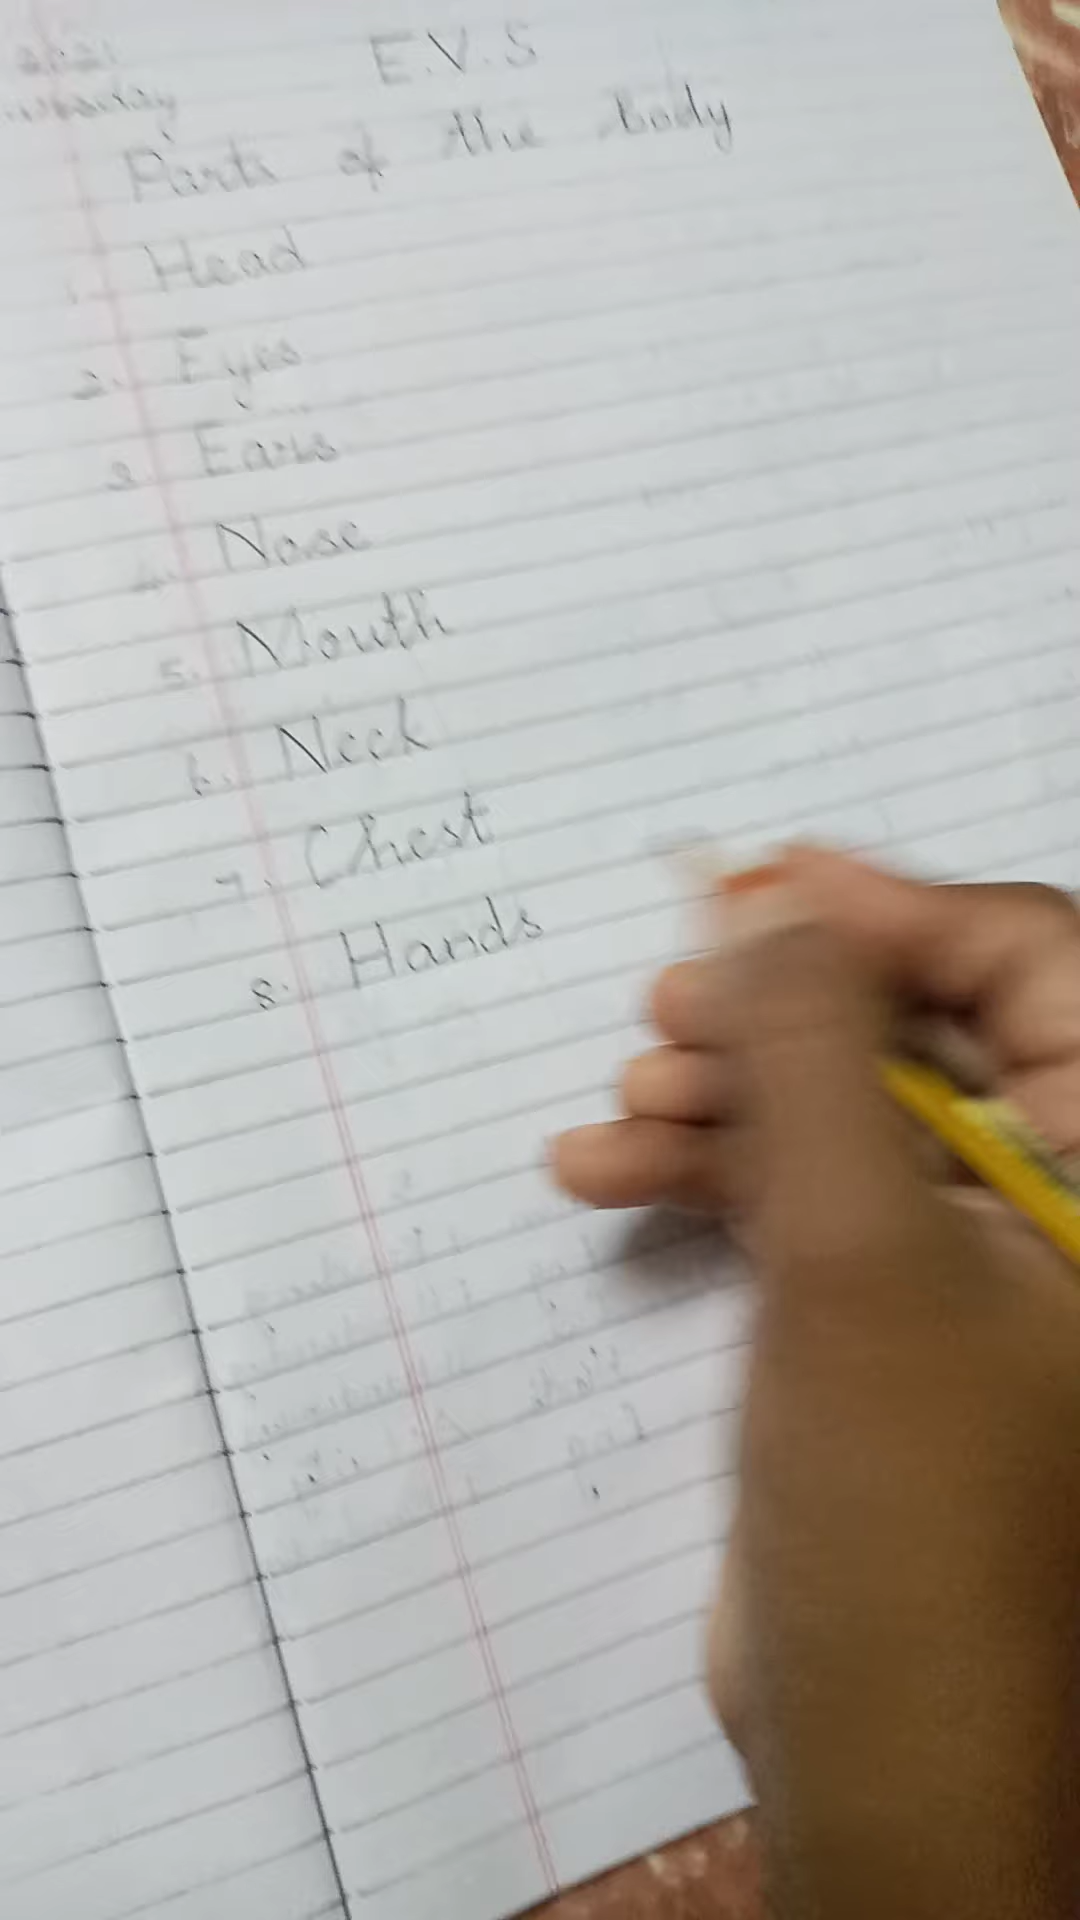 E.V.S
Parts of the body
1. Head
2. Eyes
3. Ears
4. Nose
5. Mouth
6. Neck
7. Chest
8. Hands